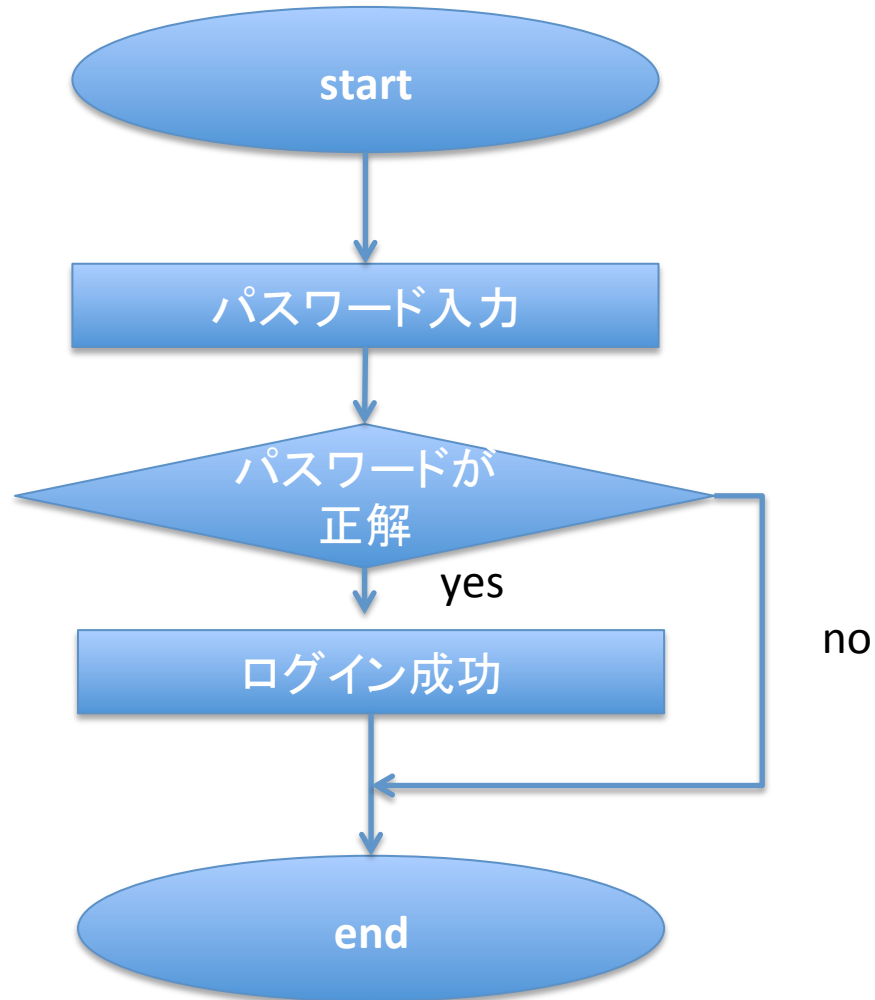 start
パスワード入力
パスワードが
正解
yes
no
ログイン成功
end